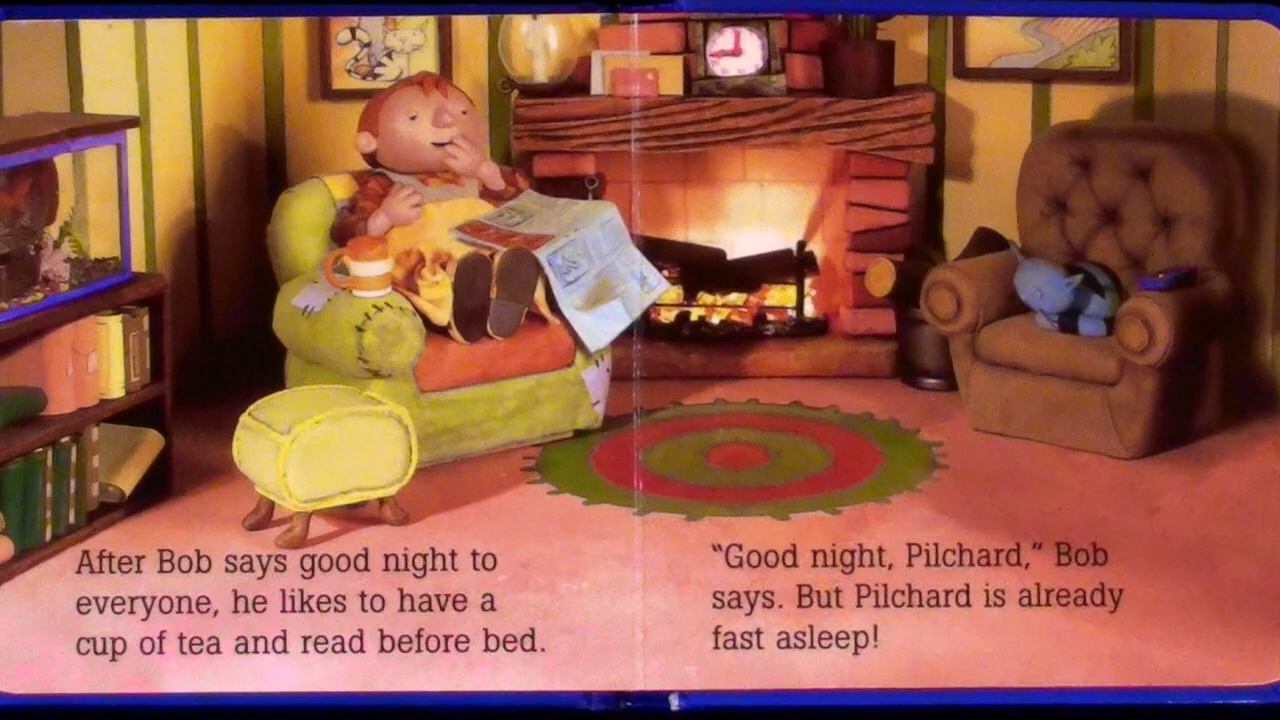 After Bob says good night to
everyone, he likes to have a
cup of tea and read before bed.
"Good night, Pilchard," Bob
says. But Pilchard is already
fast asleep!